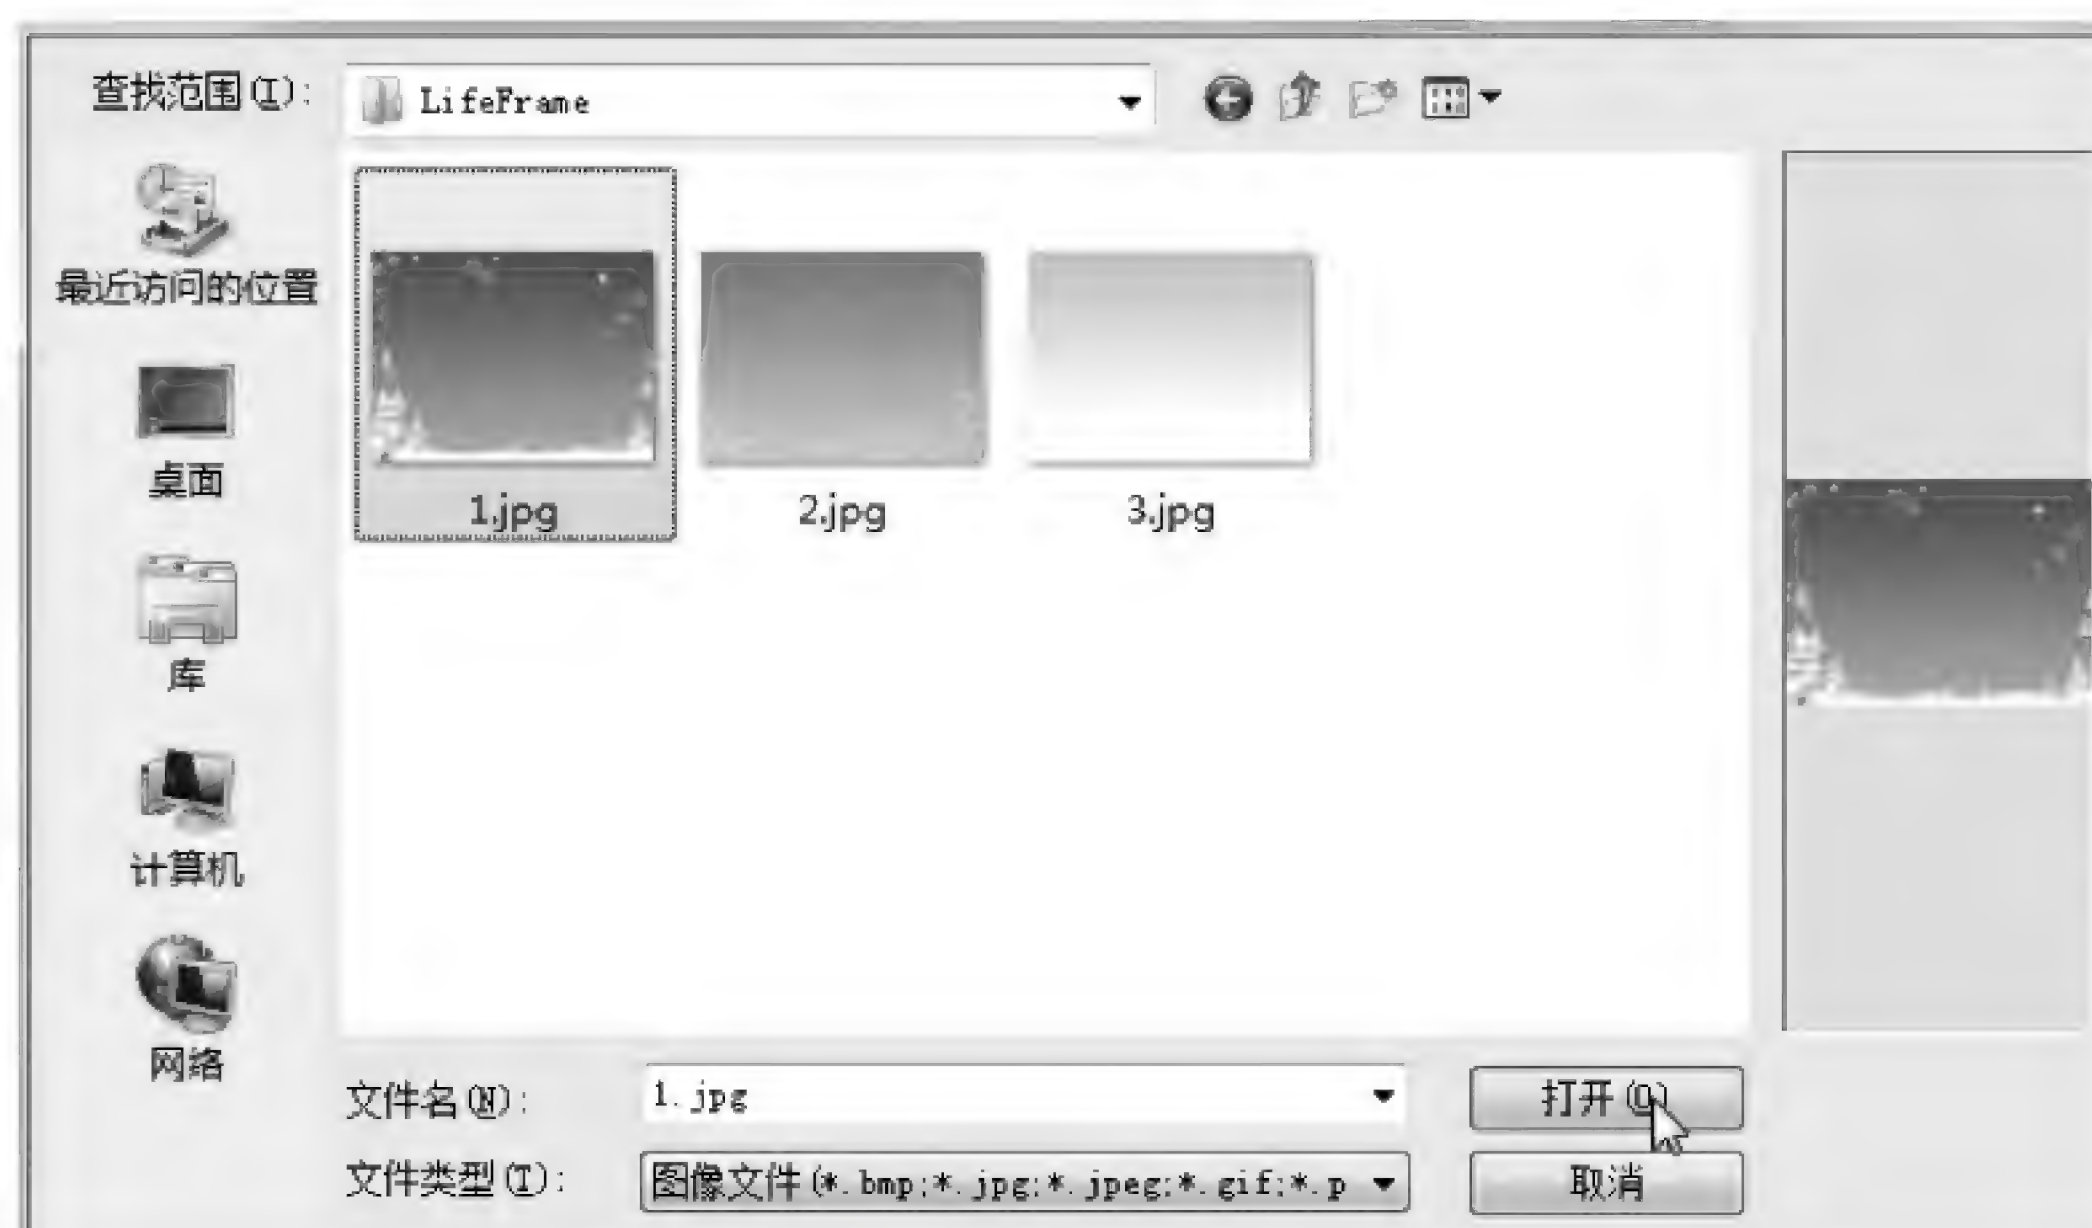 查找范围(I):
LifeFrame
最近访问的位置
桌面
库
计算机
网络
1.jpg
2.jpg
3.jpg
文件名(N):
1.jpg
打开(O)
文件类型(T):
图像文件(*.bmp;*.jpg;*.jpeg;*.gif;*.p
取消